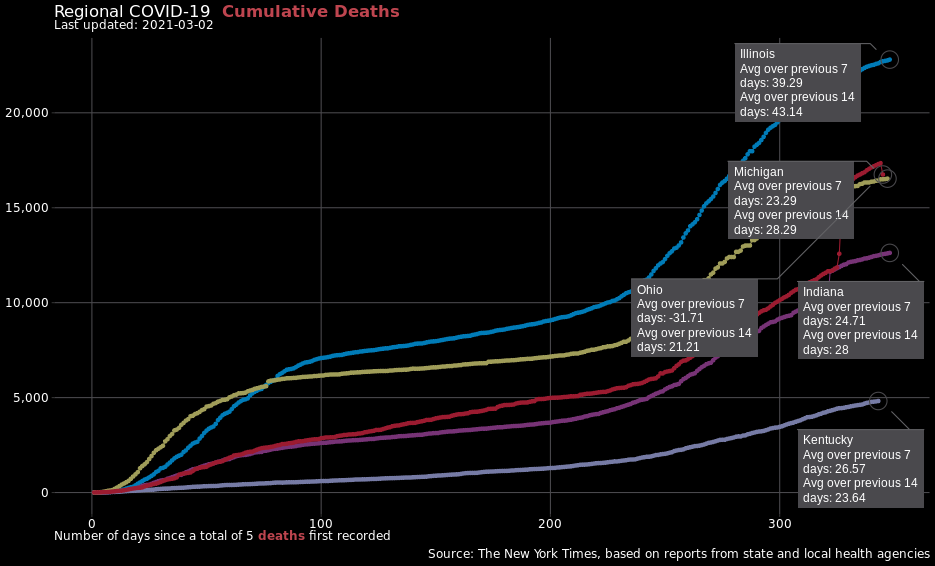 Regional COVID-19 Cumulative Deaths
Last updated: 2021-03-02
Illinois
Avg over previous 7
days: 39.29
Avg over previous 14
days: 43.14
20,000
Michigan
Avg over previous 7
days: 23.29
Avg over previous 14
days: 28.29
15,000
Ohio
Avg over previous 7
days: -31.71
Avg over previous 14
days: 21.21
Indiana
Avg over previous 7
days: 24.71
Avg over previous 14
days: 28
10,000
5,000
Kentucky
Avg over previous 7
days: 26.57
Avg over previous 14
days: 23.64
0
0 100 200 300
Number of days since a total of 5 deaths first recorded
Source: The New York Times, based on reports from state and local health agencies